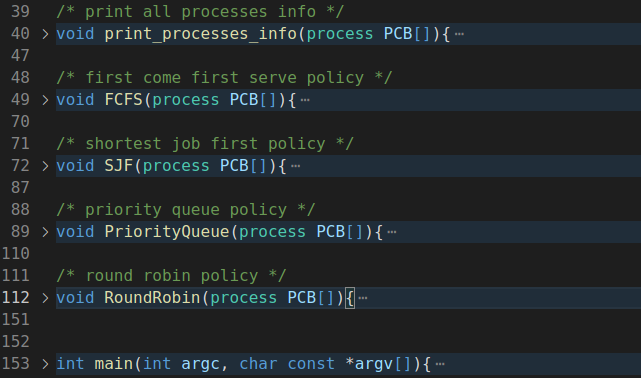 39 /* print all processes info */
40 > void print_processes_info(process PCB[]){ ⋯
47
48 /* first come first serve policy */
49 > void FCFS(process PCB[]){ ⋯
70
71 /* shortest job first policy */
72 > void SJF(process PCB[]){ ⋯
87
88 /* priority queue policy */
89 > void PriorityQueue(process PCB[]){ ⋯
110
111 /* round robin policy */
112 > void RoundRobin(process PCB[]){ ⋯
151
152
153 > int main(int argc, char const *argv[]){ ⋯